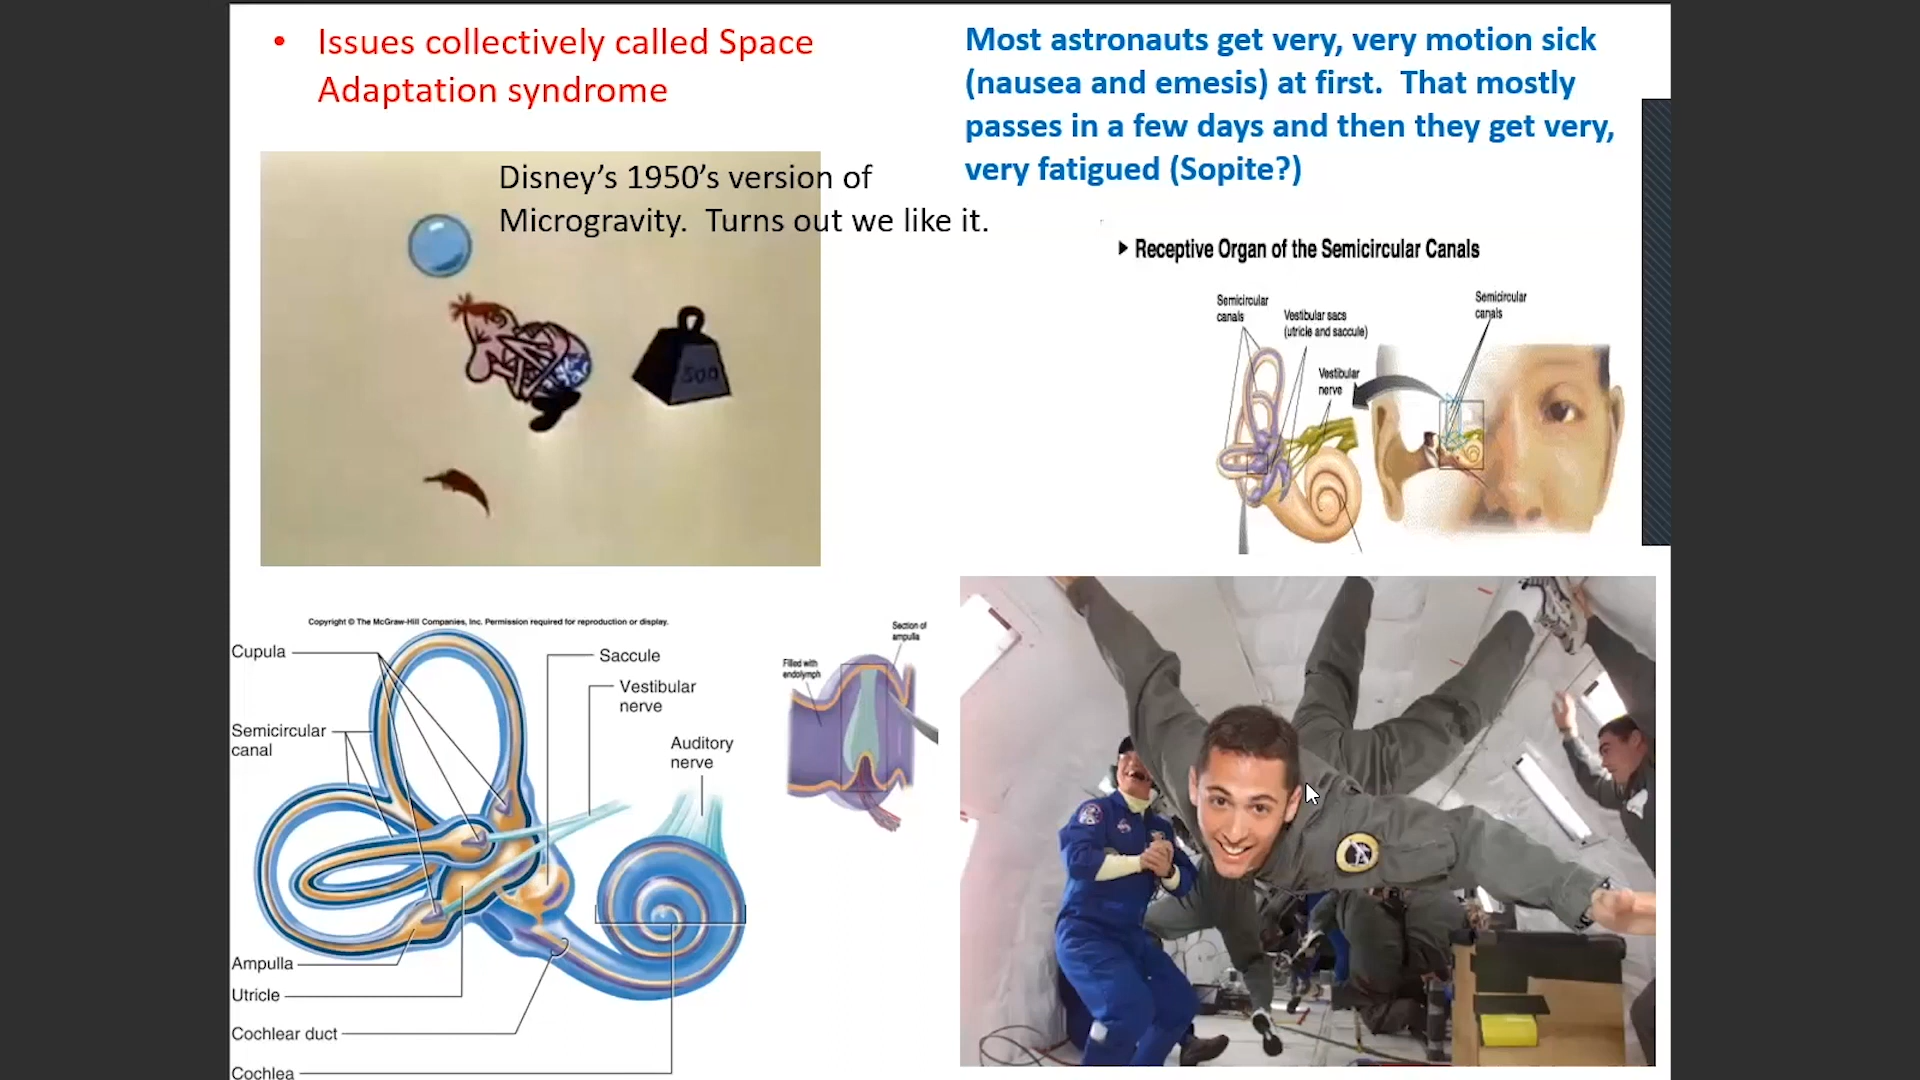 • Issues collectively called Space
Adaptation syndrome
Most astronauts get very, very motion sick
(nausea and emesis) at first. That mostly
passes in a few days and then they get very,
very fatigued (Sopite?)
Disney's 1950's version of
Microgravity. Turns out we like it.
500
Receptive Organ of the Semicircular Canals
Semicircular
canals
Vestibular sacs
(utricle and saccule)
Vestibular
nerve
Semicircular
canals
Copyright © The McGraw-Hill Companies, Inc. Permission required for reproduction or display.
Cupula
Semicircular
canal
Saccule
Vestibular
nerve
Auditory
nerve
Ampulla
Utricle
Cochlear duct
Cochlea
Section of
ampulla
Filled with
endolymph